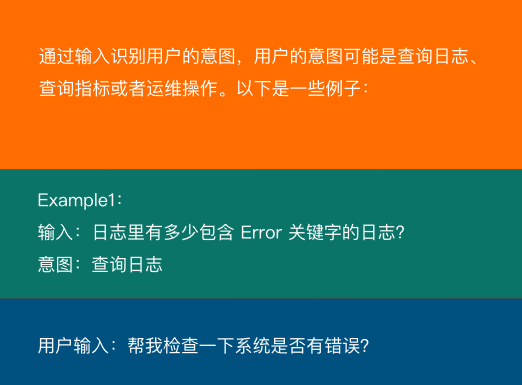 通过输入识别用户的意图，用户的意图可能是查询日志、
查询指标或者运维操作。以下是一些例子：
Example1：
输入：日志里有多少包含 Error 关键字的日志？
意图：查询日志
用户输入：帮我检查一下系统是否有错误？